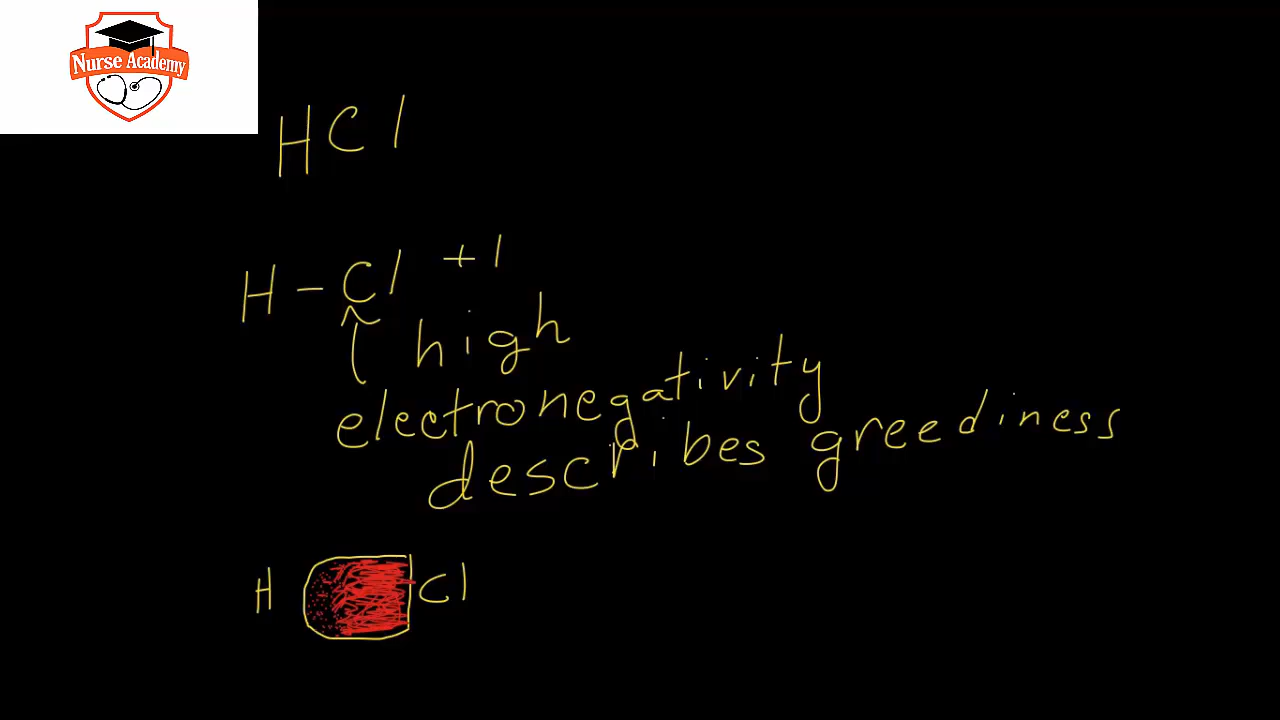 Nurse Academy
HCl
H - Cl +1
high
electronegativity
describes greediness
H Cl